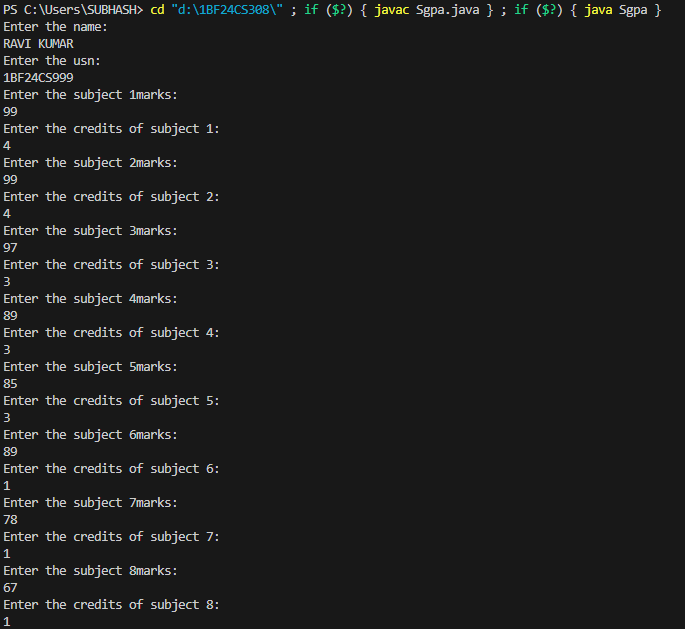 PS C:\Users\SUBHASH> cd "d:\1BF24CS308\" ; if ($?) { javac Sgpa.java } ; if ($?) { java Sgpa }
Enter the name:
RAVI KUMAR
Enter the usn:
1BF24CS999
Enter the subject 1marks:
99
Enter the credits of subject 1:
4
Enter the subject 2marks:
99
Enter the credits of subject 2:
4
Enter the subject 3marks:
97
Enter the credits of subject 3:
3
Enter the subject 4marks:
89
Enter the credits of subject 4:
3
Enter the subject 5marks:
85
Enter the credits of subject 5:
3
Enter the subject 6marks:
89
Enter the credits of subject 6:
1
Enter the subject 7marks:
78
Enter the credits of subject 7:
1
Enter the subject 8marks:
67
Enter the credits of subject 8:
1